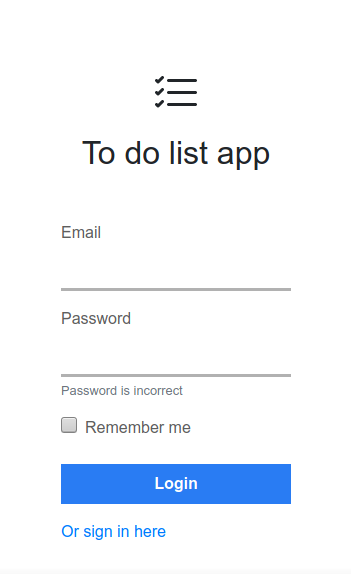 To do list app
Email
Password
Password is incorrect
Remember me
Login
Or sign in here